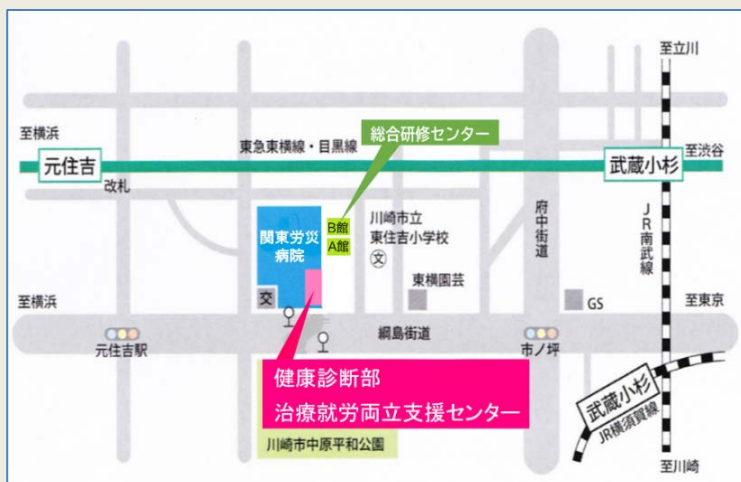 至立川
総合研修センター
至横浜
東急東横線・目黒線
至渋谷
元住吉
武蔵小杉
改札
関東労災
病院
B館
A館
川崎市立
東住吉小学校
文
府中街道
JR南武線
東横園芸
交
GS
至横浜
至東京
元住吉駅
綱島街道
市ノ坪
健康診断部
治療就労両立支援センター
武蔵小杉
JR横須賀線
川崎市中原平和公園
至川崎